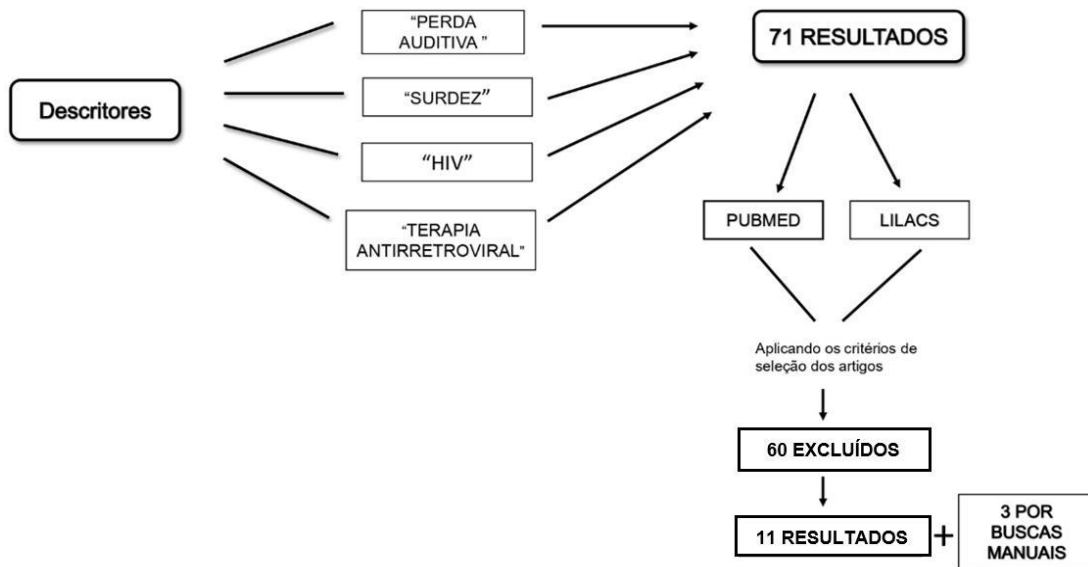 Descritores
“PERDA
AUDITIVA ”
“SURDEZ”
“HIV”
“TERAPIA
ANTIRRETROVIRAL”
71 RESULTADOS
PUBMED
LILACS
Aplicando os critérios de
seleção dos artigos
60 EXCLUÍDOS
11 RESULTADOS
+
3 POR
BUSCAS
MANUAIS